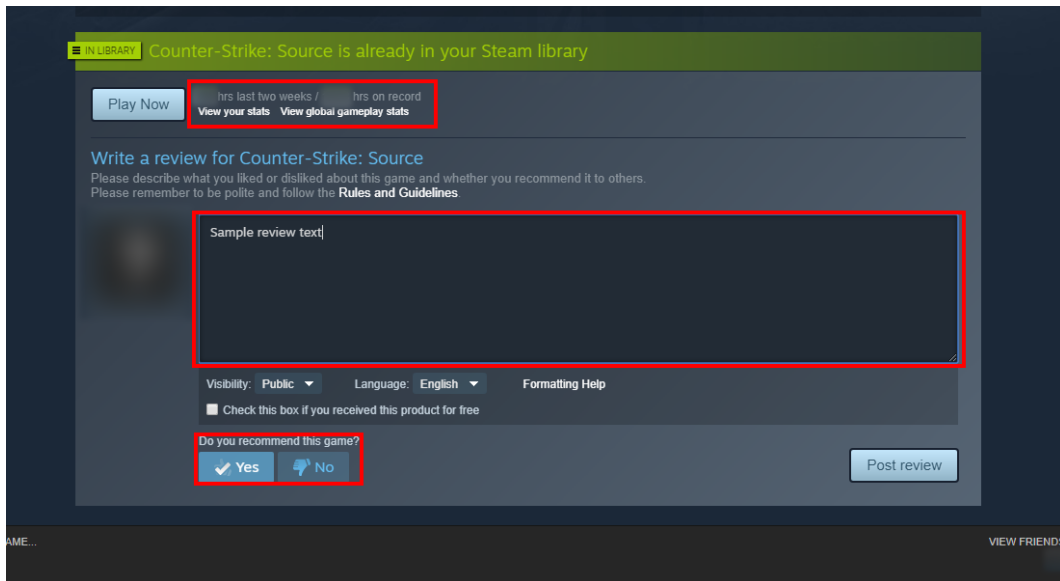 IN LIBRARY Counter-Strike: Source is already in your Steam library
Play Now
hrs last two weeks / hrs on record
View your stats View global gameplay stats
Write a review for Counter-Strike: Source
Please describe what you liked or disliked about this game and whether you recommend it to others.
Please remember to be polite and follow the Rules and Guidelines.
Sample review text
Visibility: Public Language: English Formatting Help
Check this box if you received this product for free
Do you recommend this game?
Yes No
Post review
AME... VIEW FRIENDS